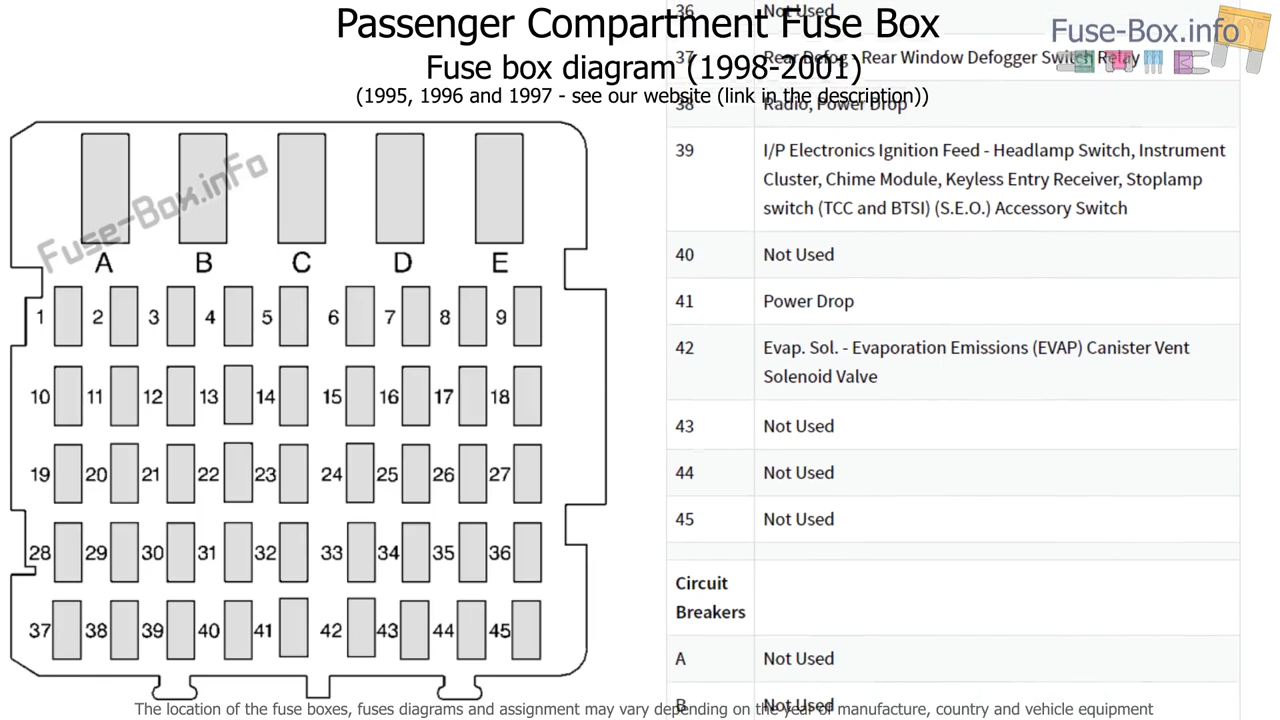 Passenger Compartment Fuse Box
Fuse box diagram (1998-2001)
(1995, 1996 and 1997 - see our website (link in the description))
Fuse-Box.info
Fuse-Box.info
A B C D E
1 2 3 4 5 6 7 8 9
10 11 12 13 14 15 16 17 18
19 20 21 22 23 24 25 26 27
28 29 30 31 32 33 34 35 36
37 38 39 40 41 42 43 44 45
36 Not Used
37 Rear Defog - Rear Window Defogger Switch Relay
38 Radio, Power Drop
39 I/P Electronics Ignition Feed - Headlamp Switch, Instrument
Cluster, Chime Module, Keyless Entry Receiver, Stoplamp
switch (TCC and BTSI) (S.E.O.) Accessory Switch
40 Not Used
41 Power Drop
42 Evap. Sol. - Evaporation Emissions (EVAP) Canister Vent
Solenoid Valve
43 Not Used
44 Not Used
45 Not Used
Circuit
Breakers
A Not Used
B Not Used
The location of the fuse boxes, fuses diagrams and assignment may vary depending on the year of manufacture, country and vehicle equipment